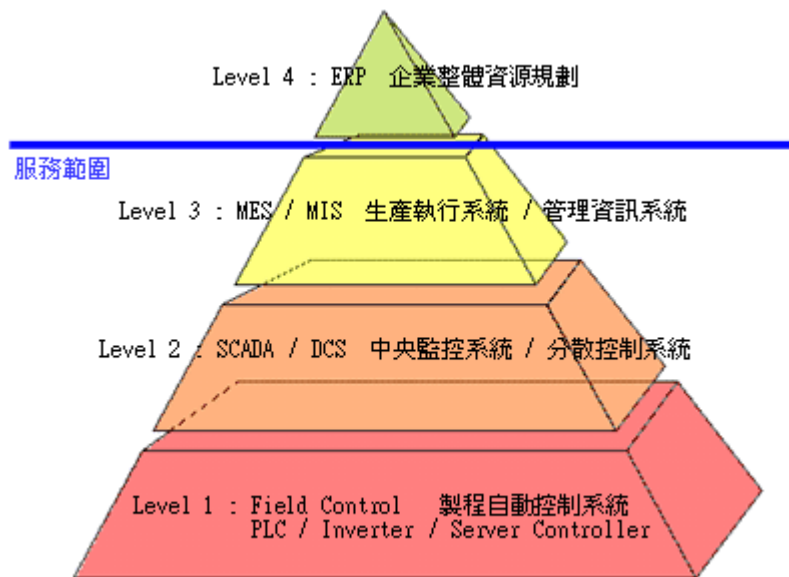 Level 4 : ERP 企業整體資源規劃
服務範圍
Level 3 : MES / MIS 生產執行系統 / 管理資訊系統
Level 2 : SCADA / DCS 中央監控系統 / 分散控制系統
Level 1 : Field Control 製程自動控制系統
PLC / Inverter / Server Controller